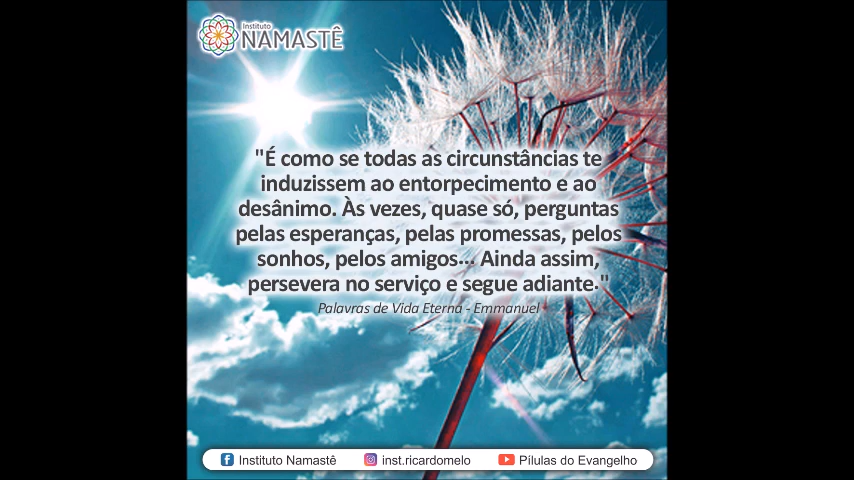 Instituto
NAMASTÊ
"É como se todas as circunstâncias te
induzissem ao entorpecimento e ao
desânimo. Às vezes, quase só, perguntas
pelas esperanças, pelas promessas, pelos
sonhos, pelos amigos... Ainda assim,
persevera no serviço e segue adiante."
Palavras de Vida Eterna - Emmanuel
Instituto Namastê inst.ricardomelo Pílulas do Evangelho